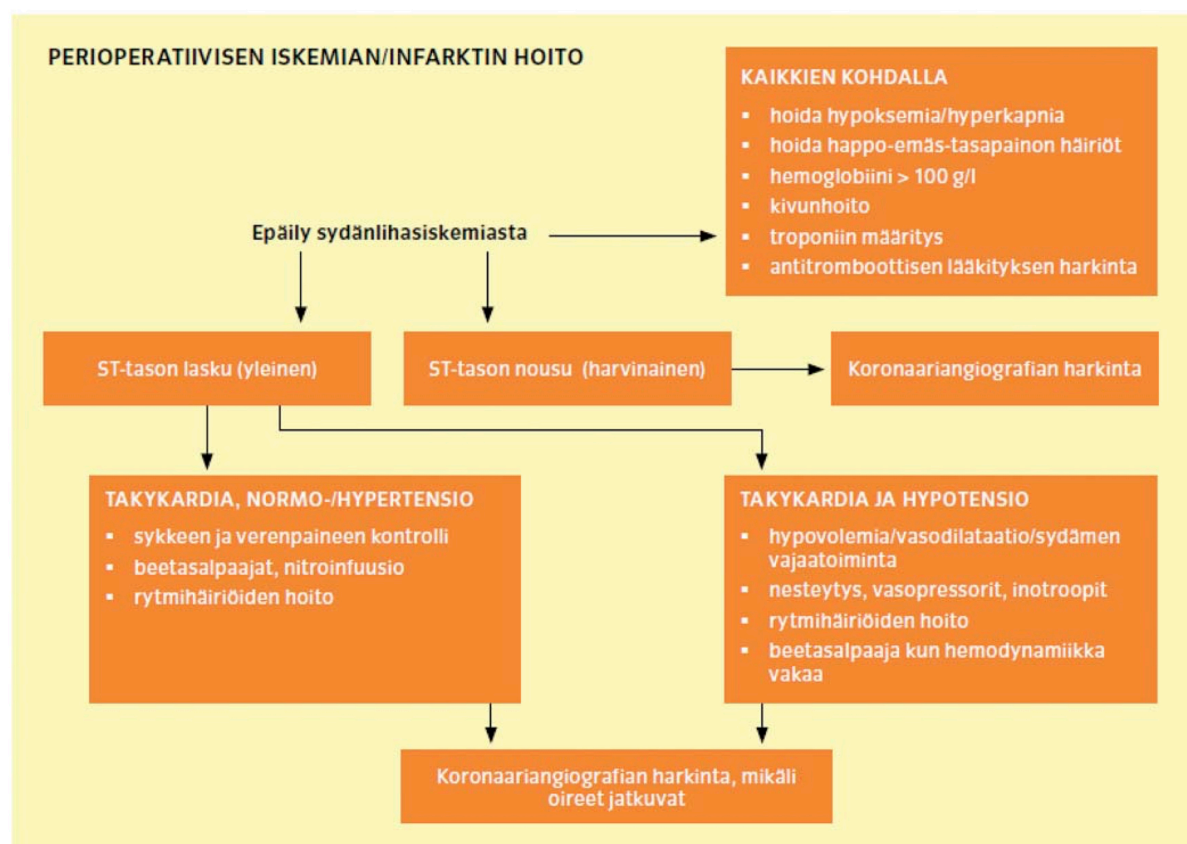 PERIOPERATIIVISEN ISKEMIAN/INFARKTIN HOITO
KAIKKIEN KOHDALLA
▪ hoida hypoksemia/hyperkapnia
▪ hoida happo-emäs-tasapainon häiriöt
▪ hemoglobiini > 100 g/l
▪ kivunhoito
▪ troponiin määritys
▪ antitromboottisen lääkityksen harkinta
Epäily sydänlihasiskemiasta
ST-tason lasku (yleinen)
ST-tason nousu (harvinainen)
Koronaariangiografian harkinta
TAKYKARDIA, NORMO-/HYPERTENSIO
▪ sykkeen ja verenpaineen kontrolli
▪ beetasalpaajat, nitroinfuusio
▪ rytmihäiriöiden hoito
TAKYKARDIA JA HYPOTENSIO
▪ hypovolemia/vasodilataatio/sydämen
vajaatoiminta
▪ nesteytys, vasopressorit, inotroopit
▪ rytmihäiriöiden hoito
▪ beetasalpaaja kun hemodynamiikka
vakaa
Koronaariangiografian harkinta, mikäli
oireet jatkuvat